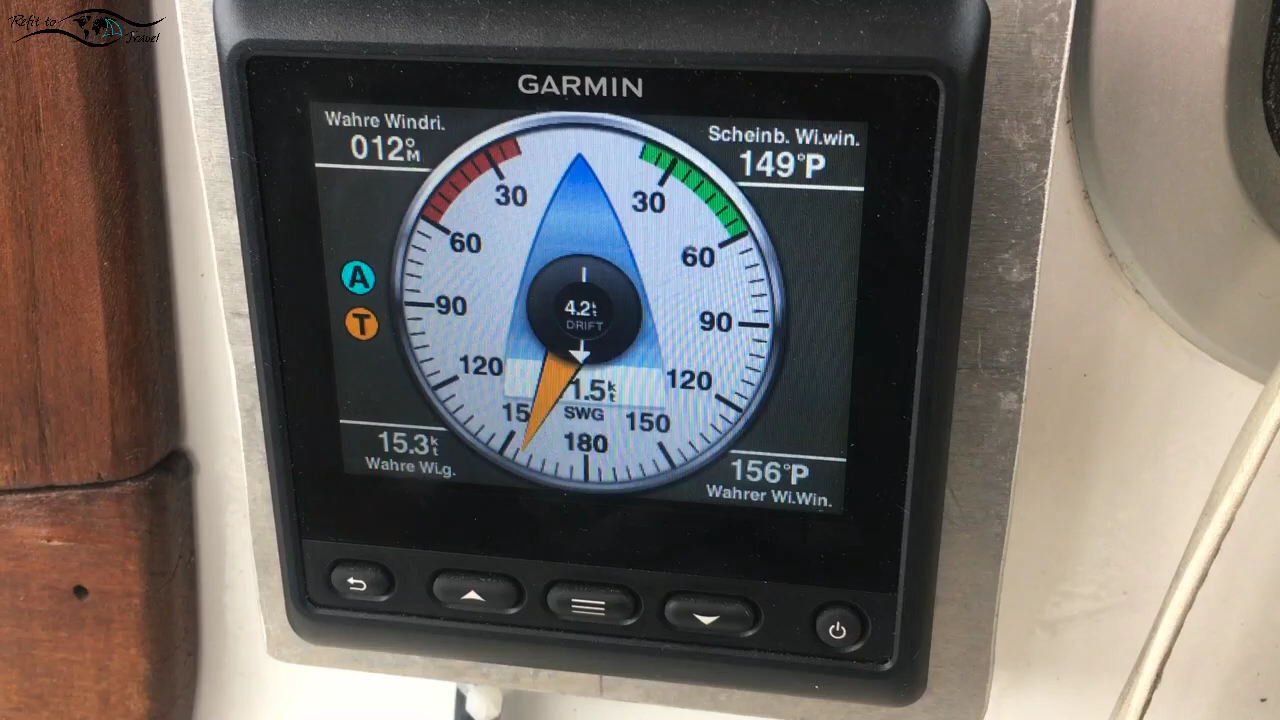 Refit to
Travel
GARMIN
Wahre Windri.
012°M
Scheinb. Wi.win.
149°P
30
30
60
60
A
T
90
90
4.2kt
DRIFT
120
120
1.5kt
SWG
15
150
180
15.3kt
Wahre Wi.g.
156°P
Wahrer Wi.Win.